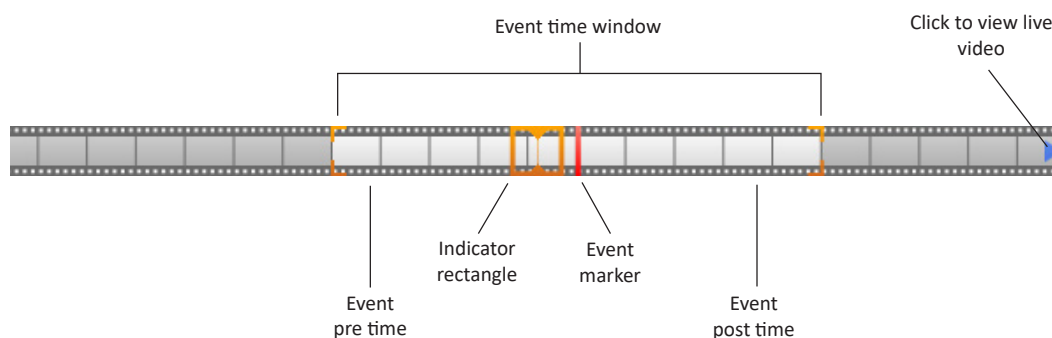 Event time window
Click to view live
video
Indicator
rectangle
Event
marker
Event
pre time
Event
post time